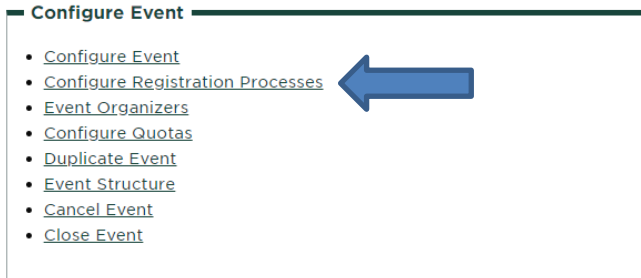 Configure Event
Configure Event
Configure Registration Processes
Event Organizers
Configure Quotas
Duplicate Event
Event Structure
Cancel Event
Close Event